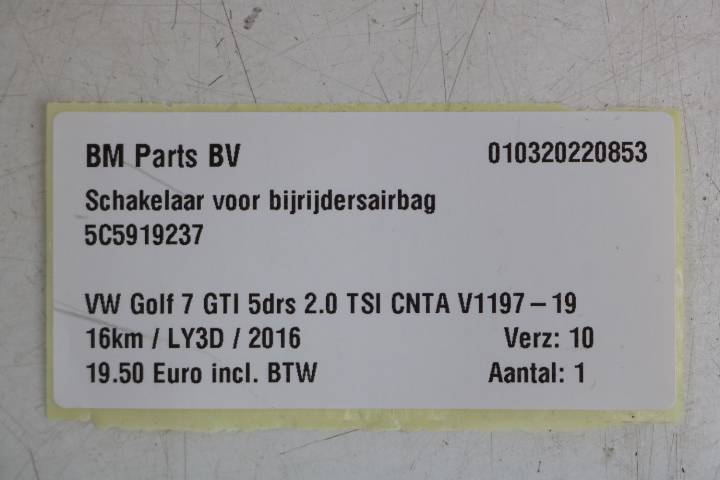 BM Parts BV 010320220853
Schakelaar voor bijrijdersairbag
5C5919237
VW Golf 7 GTI 5drs 2.0 TSI CNTA V1197 – 19
16km / LY3D / 2016 Verz: 10
19.50 Euro incl. BTW Aantal: 1